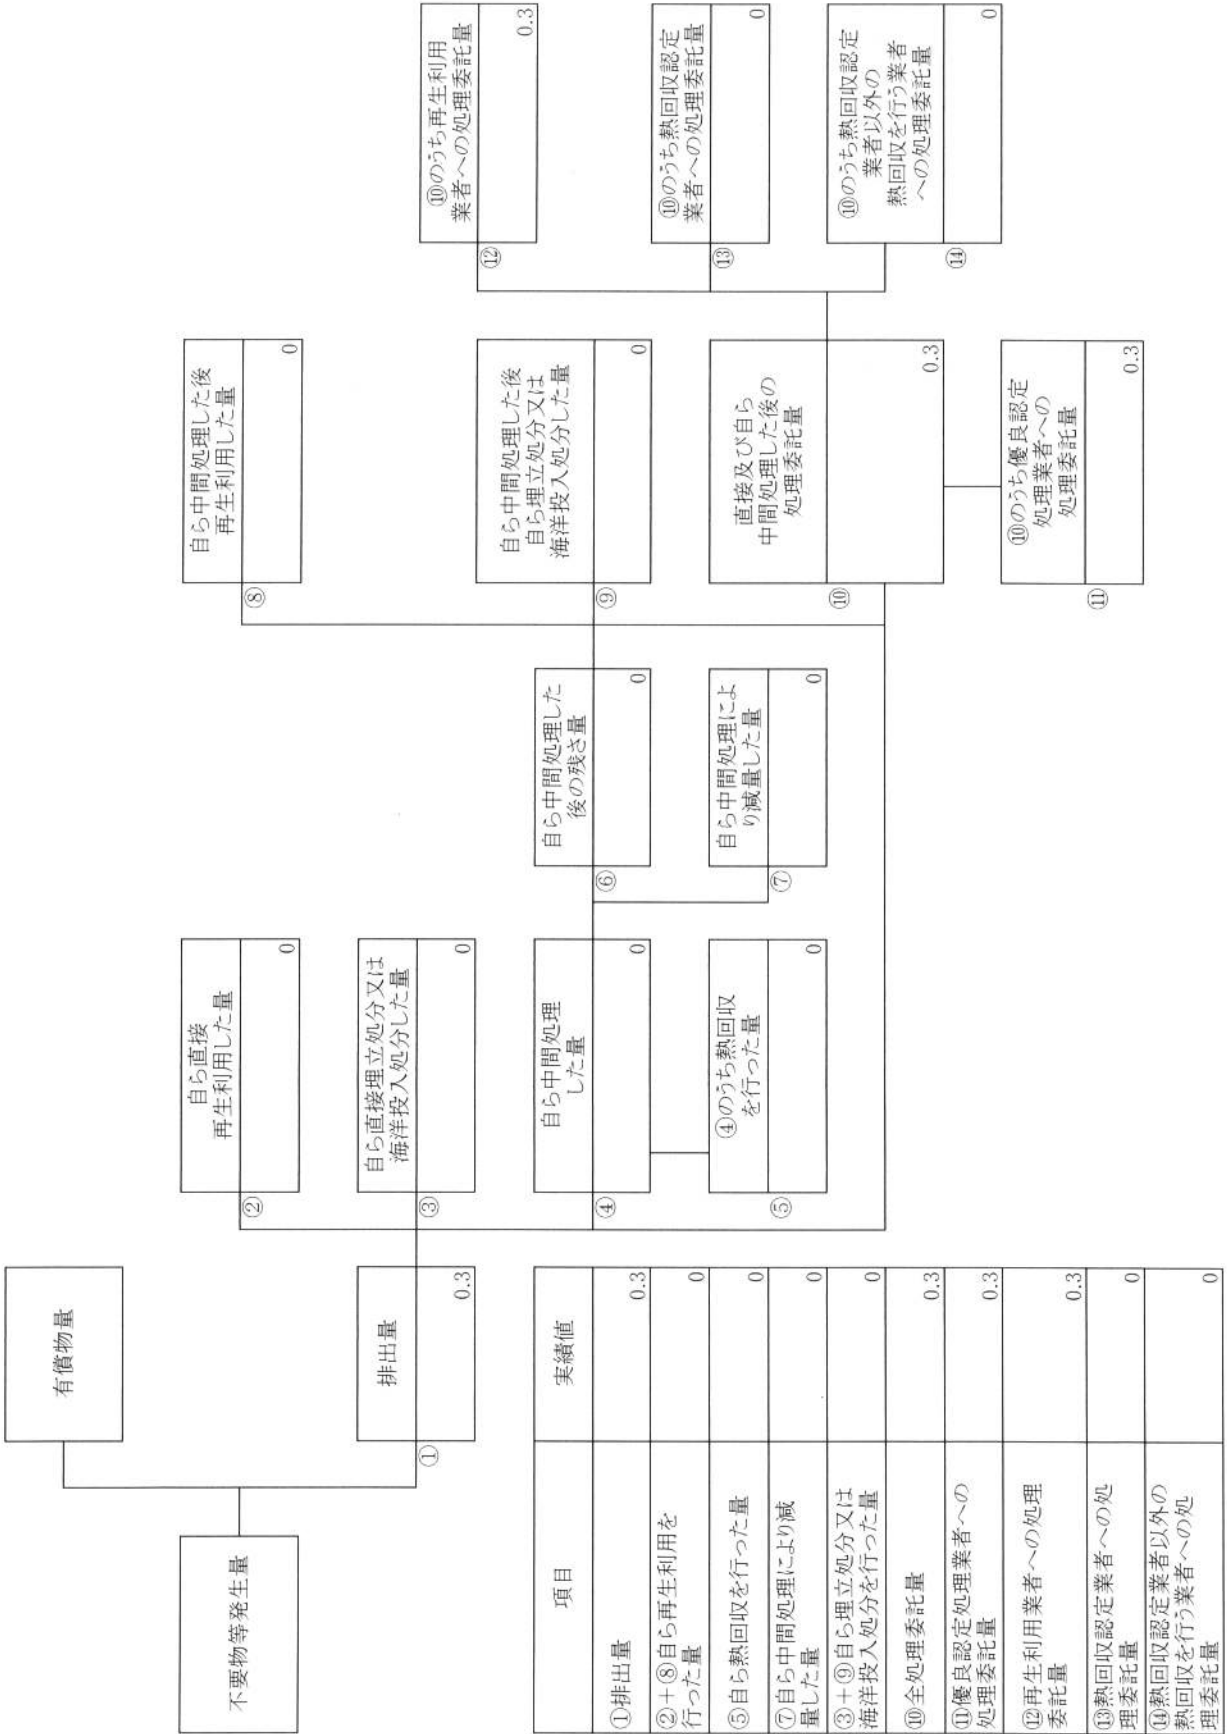 不要物等発生量
有償物量
排出量
①
0.3
自ら直接
再生利用した量
②
0
自ら直接埋立処分又は
海洋投入処分した量
③
0
自ら中間処理
した量
④
0
④のうち熱回収
を行った量
⑤
0
自ら中間処理した
後の残さ量
⑥
0
自ら中間処理によ
り減量した量
⑦
0
自ら中間処理した後
再生利用した量
⑧
0
自ら中間処理した後
自ら埋立処分又は
海洋投入処分した量
⑨
0
直接及び自ら
中間処理した後の
処理委託量
⑩
0.3
⑩のうち優良認定
処理業者への
処理委託量
⑪
0.3
⑩のうち再生利用
業者への処理委託量
⑫
0.3
⑩のうち熱回収認定
業者への処理委託量
⑬
0
⑩のうち熱回収認定
業者以外の
熱回収を行う業者
への処理委託量
⑭
0
項目 実績値
①排出量 0.3
②+⑧自ら再生利用を
行った量 0
⑤自ら熱回収を行った量 0
⑦自ら中間処理により減
量した量 0
③+⑨自ら埋立処分又は
海洋投入処分を行った量 0
⑩全処理委託量 0.3
⑪優良認定処理業者への
処理委託量 0.3
⑫再生利用業者への処理
委託量 0.3
⑬熱回収認定業者への処
理委託量 0
⑭熱回収認定業者以外の
熱回収を行う業者への処
理委託量 0